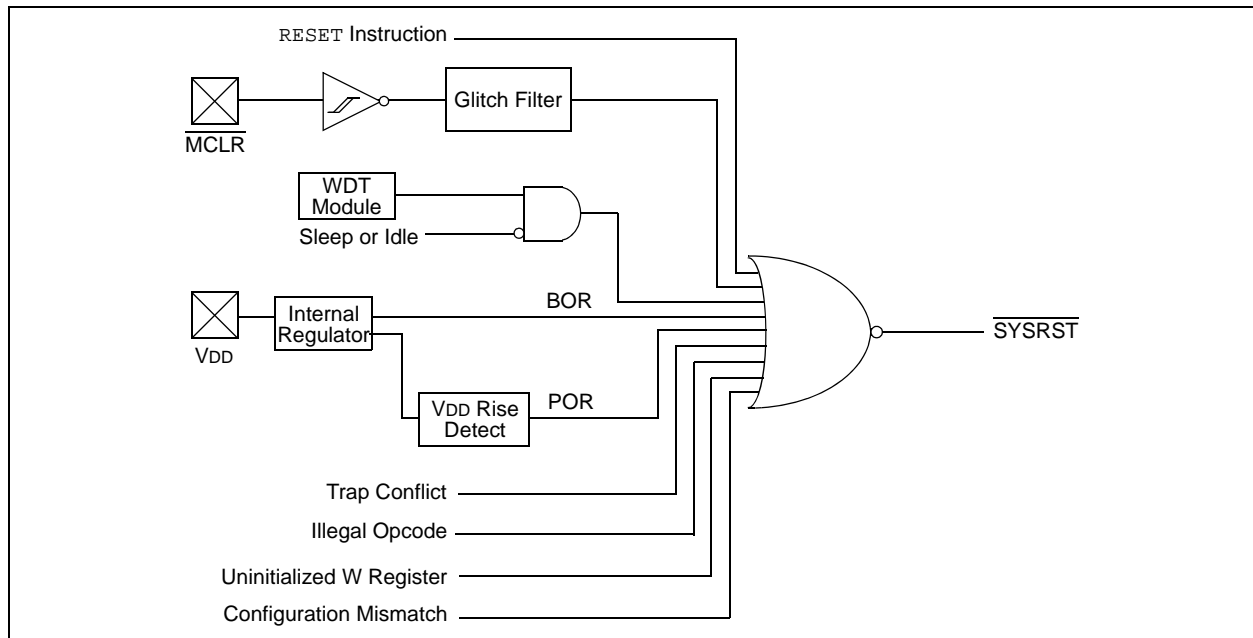 RESET Instruction
Glitch Filter
MCLR
WDT
Module
Sleep or Idle
BOR
Internal
Regulator
VDD
SYSRST
POR
VDD Rise
Detect
Trap Conflict
Illegal Opcode
Uninitialized W Register
Configuration Mismatch